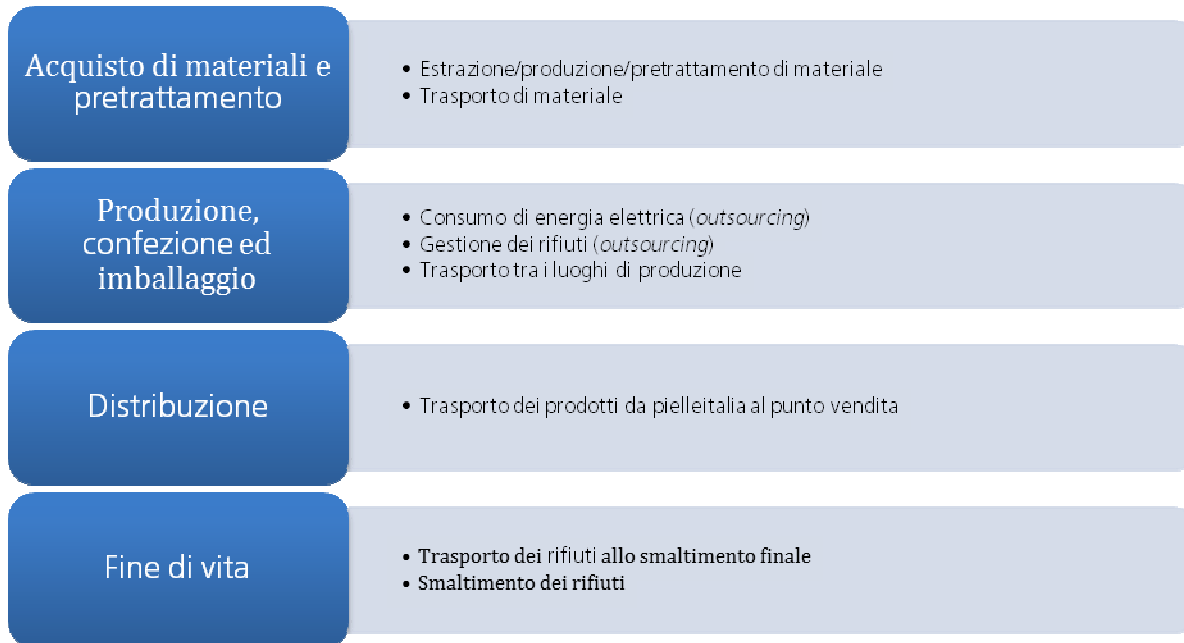 Acquisto di materiali e
pretrattamento
• Estrazione/produzione/pretrattamento di materiale
• Trasporto di materiale
Produzione,
confezione ed
imballaggio
• Consumo di energia elettrica (outsourcing)
• Gestione dei rifiuti (outsourcing)
• Trasporto tra i luoghi di produzione
Distribuzione
• Trasporto dei prodotti da pielleitalia al punto vendita
Fine di vita
• Trasporto dei rifiuti allo smaltimento finale
• Smaltimento dei rifiuti